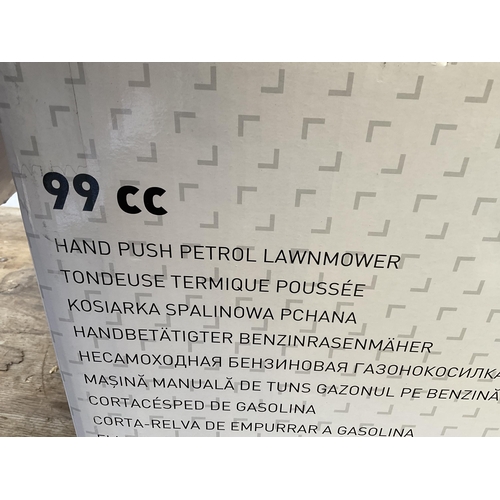 99 cc
HAND PUSH PETROL LAWNMOWER
TONDEUSE TERMIQUE POUSSÉE
KOSIARKA SPALINOWA PCHANA
HANDBETÄTIGTER BENZINRASENMÄHER
НЕСАМОХОДНАЯ БЕНЗИНОВАЯ ГАЗОНОКОСИЛКА
MAŞINĂ MANUALĂ DE TUNS GAZONUL PE BENZINĂ
CORTACÉSPED DE GASOLINA
CORTA-RELVA DE EMPURRAR A GASOLINA